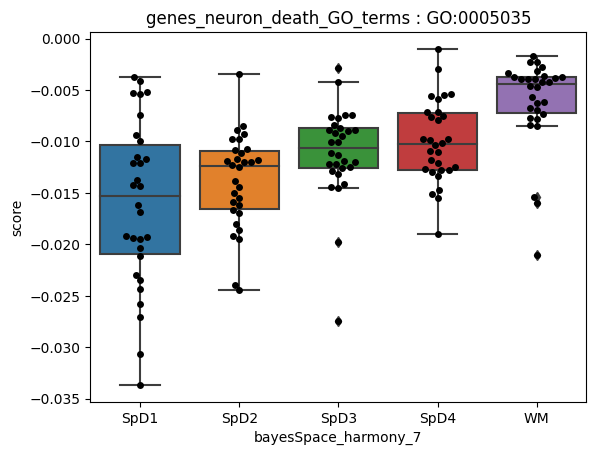 genes_neuron_death_GO_terms : GO:0005035
0.000
−0.005
−0.010
−0.015
−0.020
−0.025
−0.030
−0.035
score
SpD1 SpD2 SpD3 SpD4 WM
bayesSpace_harmony_7